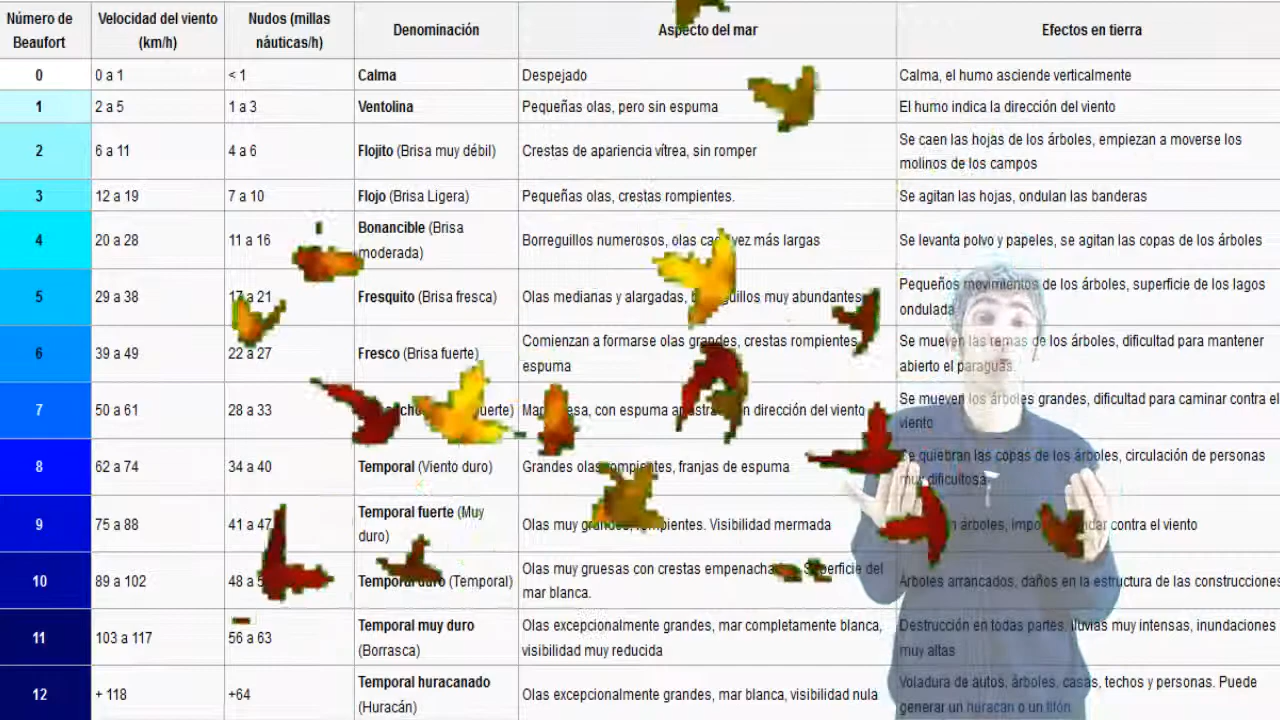 Número de Beaufort
Velocidad del viento (km/h)
Nudos (millas náuticas/h)
Denominación
Aspecto del mar
Efectos en tierra
0
0 a 1
< 1
Calma
Despejado
Calma, el humo asciende verticalmente
1
2 a 5
1 a 3
Ventolina
Pequeñas olas, pero sin espuma
El humo indica la dirección del viento
2
6 a 11
4 a 6
Flojito (Brisa muy débil)
Crestas de apariencia vítrea, sin romper
Se caen las hojas de los árboles, empiezan a moverse los
molinos de los campos
3
12 a 19
7 a 10
Flojo (Brisa Ligera)
Pequeñas olas, crestas rompientes.
Se agitan las hojas, ondulan las banderas
4
20 a 28
11 a 16
Bonancible (Brisa
moderada)
Borreguillos numerosos, olas cada vez más largas
Se levanta polvo y papeles, se agitan las copas de los árboles
5
29 a 38
17 a 21
Fresquito (Brisa fresca)
Olas medianas y alargadas, borreguillos muy abundantes
Pequeños movimientos de los árboles, superficie de los lagos
ondulada
6
39 a 49
22 a 27
Fresco (Brisa fuerte)
Comienzan a formarse olas grandes, crestas rompientes,
espuma
Se mueven las ramas de los árboles, dificultad para mantener
abierto el paraguas.
7
50 a 61
28 a 33
fuerte)
con espuma arrastrada en dirección del viento
Se mueven los árboles grandes, dificultad para caminar contra el
viento
8
62 a 74
34 a 40
Temporal (Viento duro)
Grandes olas rompientes, franjas de espuma
Se quiebran las copas de los árboles, circulación de personas
muy dificultosa
9
75 a 88
41 a 47
Temporal fuerte (Muy
duro)
Olas muy grandes, rompientes. Visibilidad mermada
árboles, contra el viento
10
89 a 102
48 a
Temporal duro (Temporal)
Olas muy gruesas con crestas empenachadas. Superficie del
mar blanca.
Árboles arrancados, daños en la estructura de las construcciones
11
103 a 117
56 a 63
Temporal muy duro
(Borrasca)
Olas excepcionalmente grandes, mar completamente blanca,
visibilidad muy reducida
Destrucción en todas partes, lluvias muy intensas, inundaciones
muy altas
12
+ 118
+64
Temporal huracanado
(Huracán)
Olas excepcionalmente grandes, mar blanca, visibilidad nula
Voladura de autos, árboles, casas, techos y personas. Puede
generar un huracán o un tifón